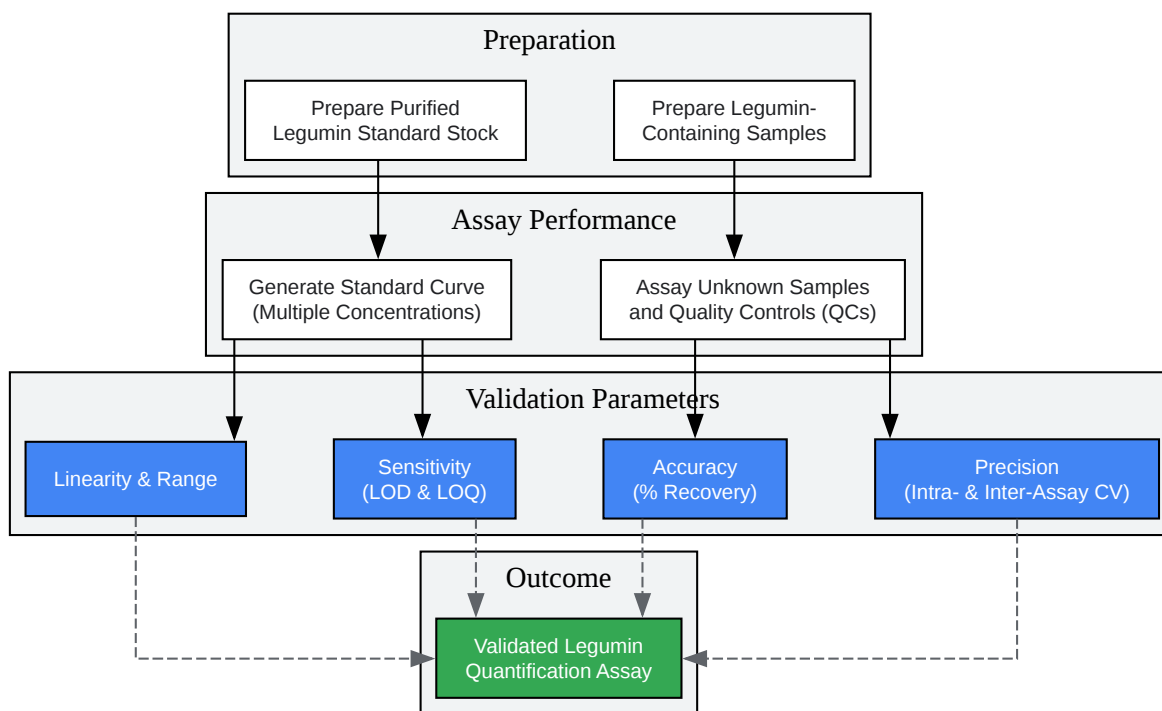 Preparation
Prepare Purified
Legumin Standard Stock
Prepare Legumin-
Containing Samples
Assay Performance
Generate Standard Curve
(Multiple Concentrations)
Assay Unknown Samples
and Quality Controls (QCs)
Validation Parameters
Linearity & Range
Sensitivity
(LOD & LOQ)
Accuracy
(% Recovery)
Precision
(Intra- & Inter-Assay CV)
Outcome
Validated Legumin
Quantification Assay